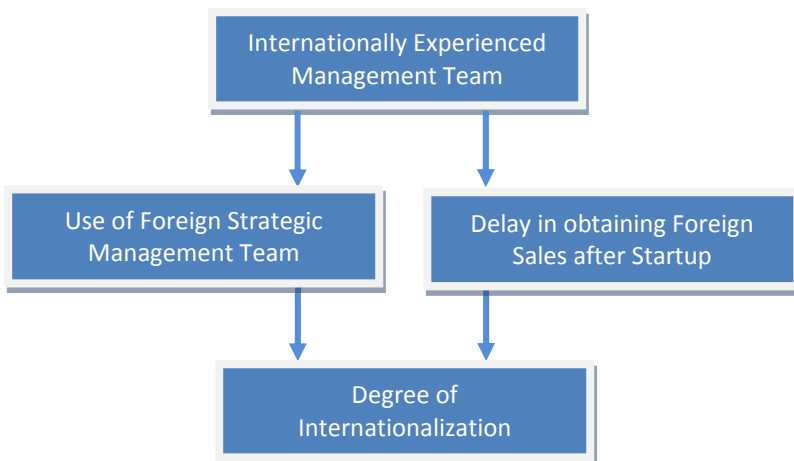 Internationally Experienced
Management Team
Use of Foreign Strategic
Management Team
Delay in obtaining Foreign
Sales after Startup
Degree of
Internationalization